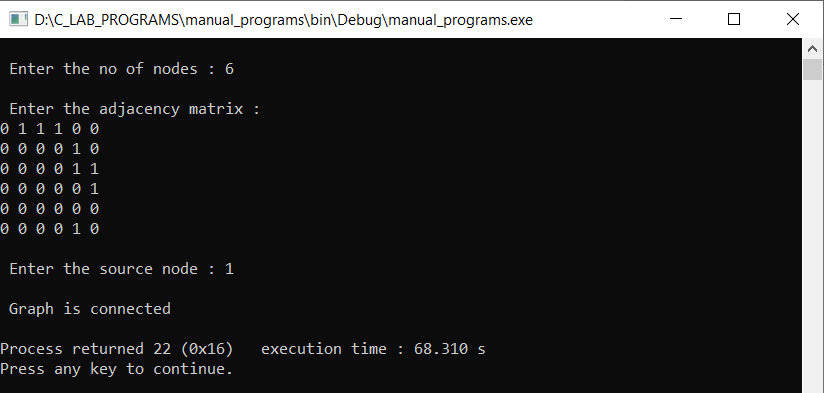 D:\C_LAB_PROGRAMS\manual_programs\bin\Debug\manual_programs.exe
Enter the no of nodes : 6
Enter the adjacency matrix :
0 1 1 1 0 0
0 0 0 0 1 0
0 0 0 0 1 1
0 0 0 0 0 1
0 0 0 0 0 0
0 0 0 0 1 0
Enter the source node : 1
Graph is connected
Process returned 22 (0x16)   execution time : 68.310 s
Press any key to continue.